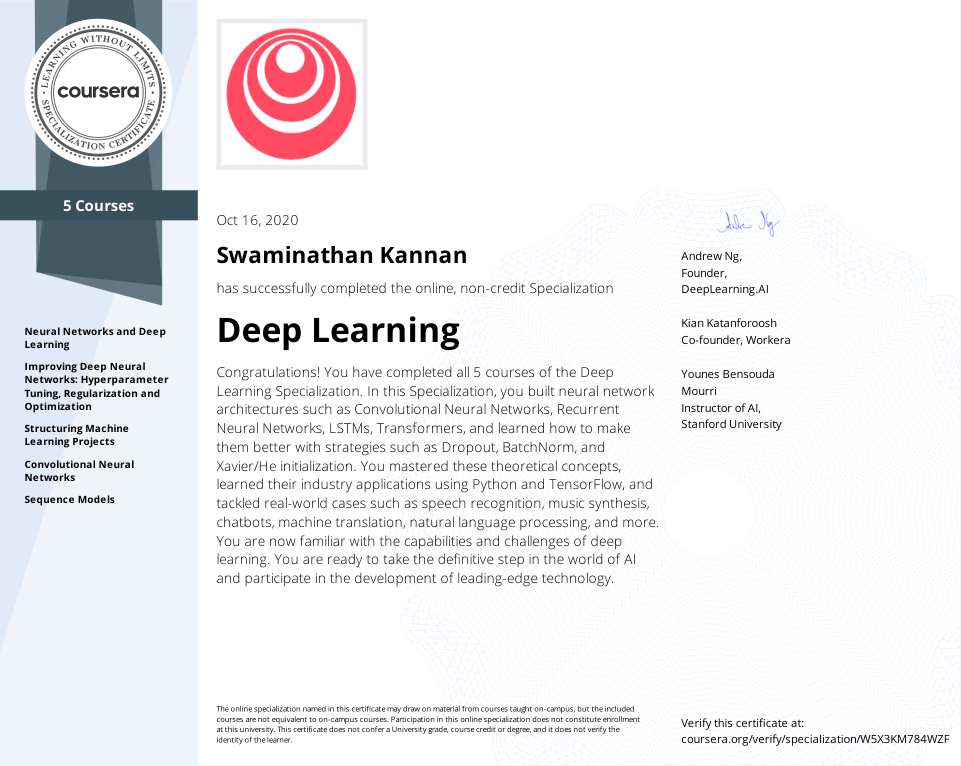 LEARNING WITHOUT LIMITS
coursera
SPECIALIZATION CERTIFICATE
5 Courses
Neural Networks and Deep
Learning
Improving Deep Neural
Networks: Hyperparameter
Tuning, Regularization and
Optimization
Structuring Machine
Learning Projects
Convolutional Neural
Networks
Sequence Models
Oct 16, 2020
Swaminathan Kannan
has successfully completed the online, non-credit Specialization
Deep Learning
Congratulations! You have completed all 5 courses of the Deep
Learning Specialization. In this Specialization, you built neural network
architectures such as Convolutional Neural Networks, Recurrent
Neural Networks, LSTMs, Transformers, and learned how to make
them better with strategies such as Dropout, BatchNorm, and
Xavier/He initialization. You mastered these theoretical concepts,
learned their industry applications using Python and TensorFlow, and
tackled real-world cases such as speech recognition, music synthesis,
chatbots, machine translation, natural language processing, and more.
You are now familiar with the capabilities and challenges of deep
learning. You are ready to take the definitive step in the world of AI
and participate in the development of leading-edge technology.
Andrew Ng
Andrew Ng,
Founder,
DeepLearning.AI
Kian Katanforoosh
Co-founder, Workera
Younes Bensouda
Mourri
Instructor of AI,
Stanford University
The online specialization named in this certificate may draw on material from courses taught on-campus, but the included
courses are not equivalent to on-campus courses. Participation in this online specialization does not constitute enrollment
at this university. This certificate does not confer a University grade, course credit or degree, and it does not verify the
identity of the learner.
Verify this certificate at:
coursera.org/verify/specialization/W5X3KM784WZF